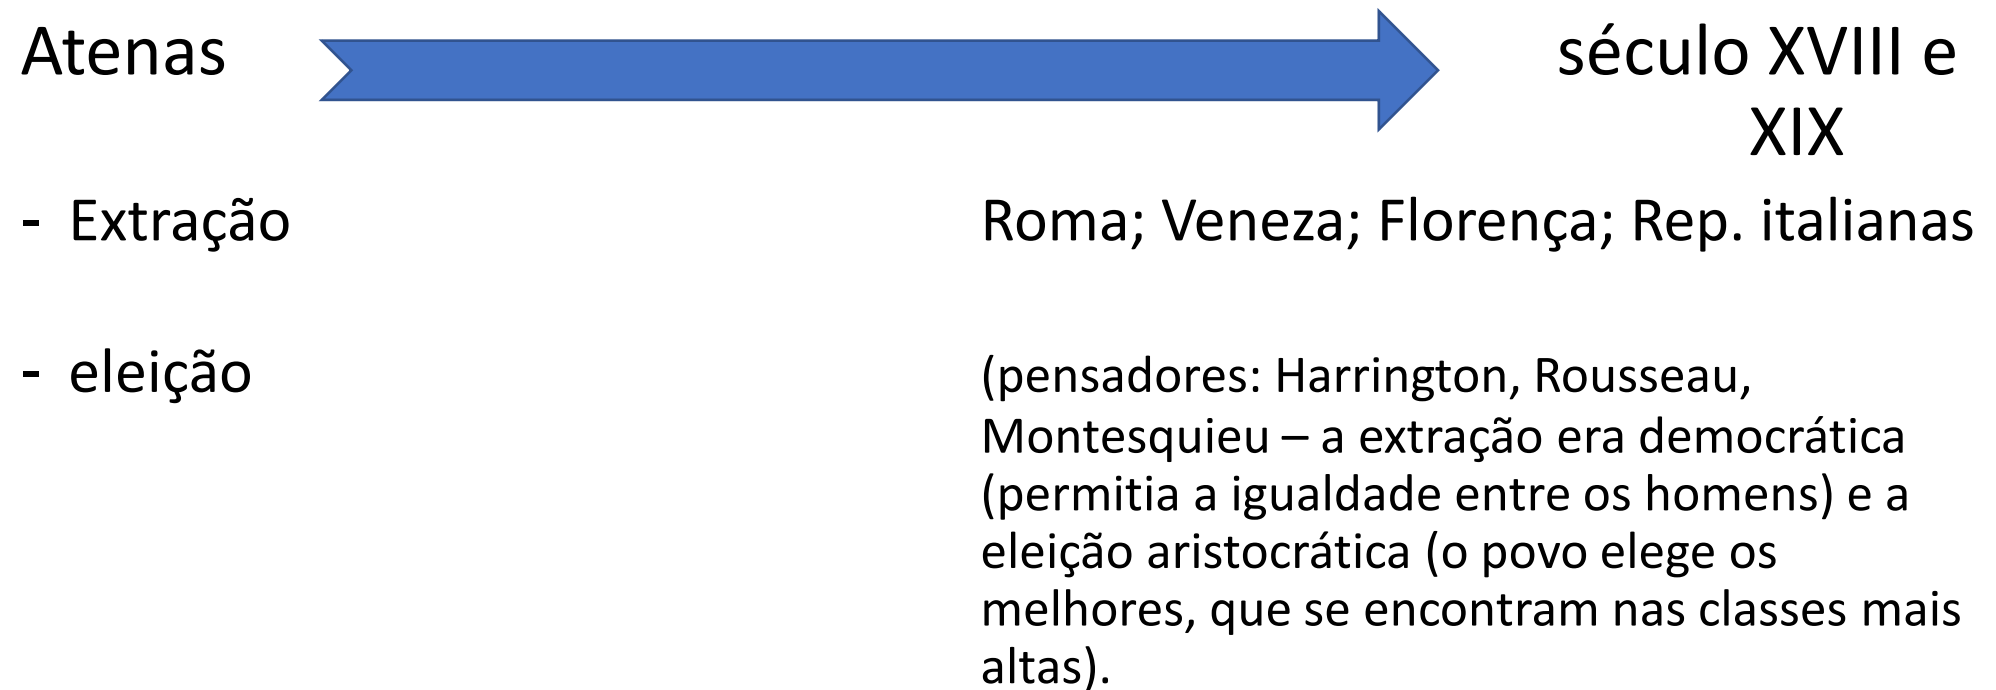 Atenas
século XVIII e
XIX
- Extração
Roma; Veneza; Florença; Rep. italianas
- eleição
(pensadores: Harrington, Rousseau,
Montesquieu – a extração era democrática
(permitia a igualdade entre os homens) e a
eleição aristocrática (o povo elege os
melhores, que se encontram nas classes mais
altas).